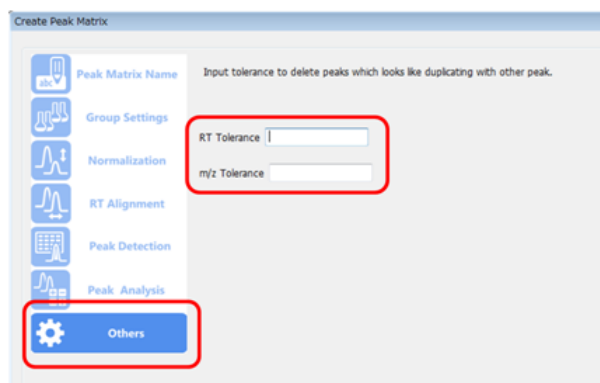 Create Peak Matrix
Peak Matrix Name
Input tolerance to delete peaks which looks like duplicating with other peak.
Group Settings
RT Tolerance
Normalization
m/z Tolerance
RT Alignment
Peak Detection
Peak Analysis
Others